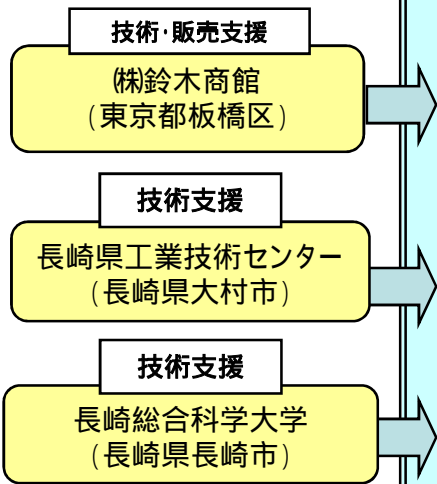 技術･販売支援
㈱鈴木商館
(東京都板橋区)
技術支援
長崎県工業技術センター
(長崎県大村市)
技術支援
長崎総合科学大学
(長崎県長崎市)